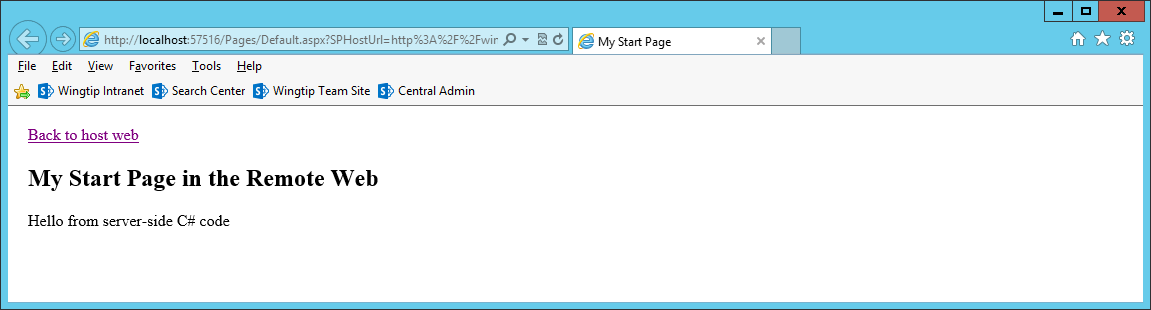 http://localhost:57516/Pages/Default.aspx?SPHostUrl=http%3A%2F%2Fwir
My Start Page
File Edit View Favorites Tools Help
Wingtip Intranet Search Center Wingtip Team Site Central Admin
Back to host web
My Start Page in the Remote Web
Hello from server-side C# code